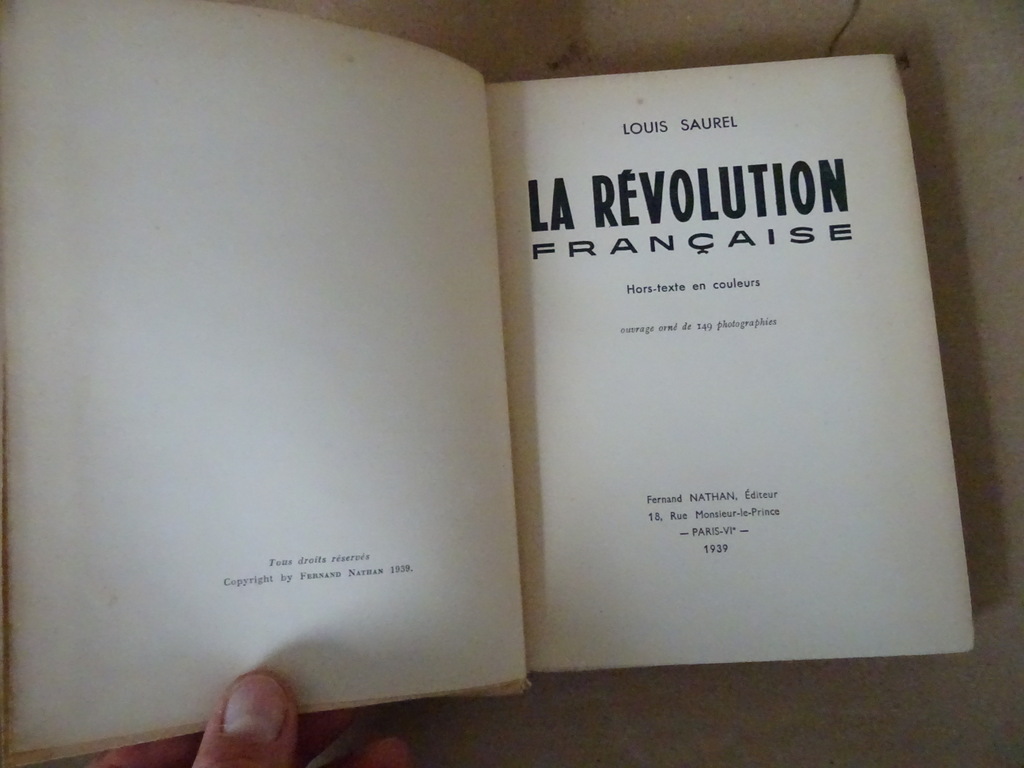 Tous droits réservés
Copyright by FERNAND NATHAN 1939.
LOUIS SAUREL
LA RÉVOLUTION
FRANÇAISE
Hors-texte en couleurs
ouvrage orné de 149 photographies
Fernand NATHAN, Éditeur
18, Rue Monsieur-le-Prince
— PARIS-VIe —
1939